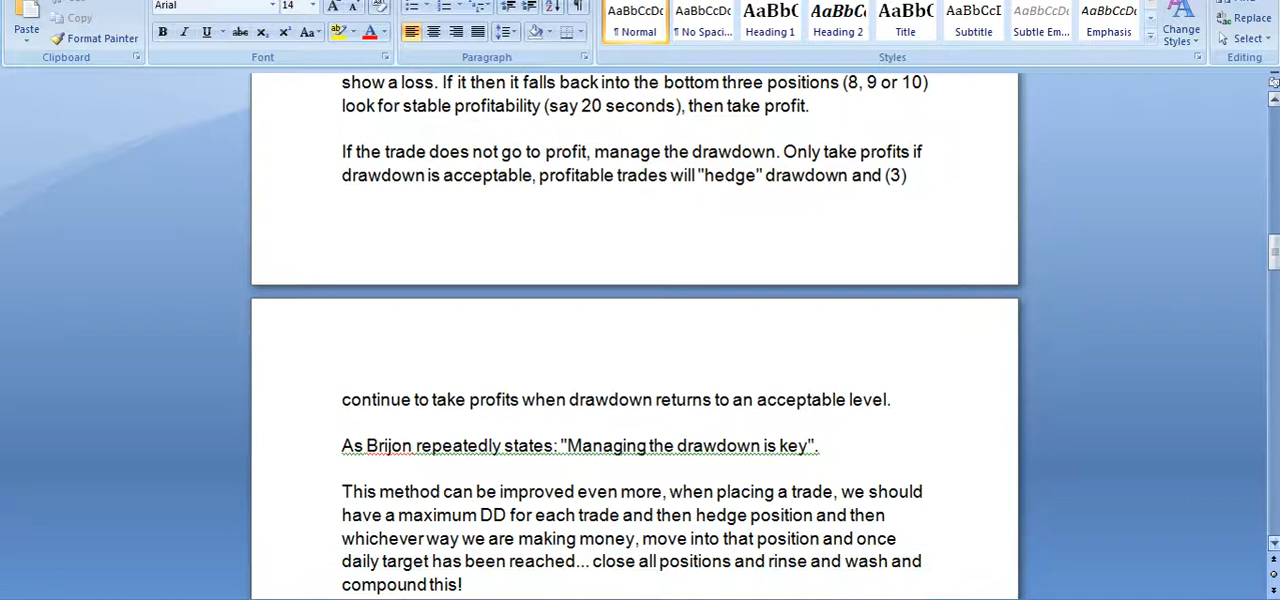 Arial
14
Paste
Copy
Format Painter
Clipboard
B I U abc X₂ X² Aa
Font
Paragraph
AaBbCcDc AaBbCcDc AaBbC AaBbCc AaBbC AaBbCcI AaBbCcDc AaBbCcDc
¶ Normal ¶ No Spaci... Heading 1 Heading 2 Title Subtitle Subtle Em... Emphasis
Styles
Change
Styles
Replace
Select
Editing
show a loss. If it then it falls back into the bottom three positions (8, 9 or 10)
look for stable profitability (say 20 seconds), then take profit.
If the trade does not go to profit, manage the drawdown. Only take profits if
drawdown is acceptable, profitable trades will "hedge" drawdown and (3)
continue to take profits when drawdown returns to an acceptable level.
As Brijon repeatedly states: "Managing the drawdown is key".
This method can be improved even more, when placing a trade, we should
have a maximum DD for each trade and then hedge position and then
whichever way we are making money, move into that position and once
daily target has been reached... close all positions and rinse and wash and
compound this!